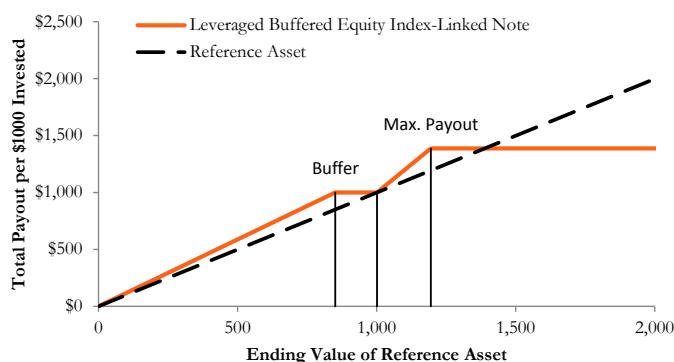 Total Payout per $1000 Invested
$2,500
$2,000
$1,500
$1,000
$500
$0
Leveraged Buffered Equity Index-Linked Note
Reference Asset
Max. Payout
Buffer
0
500
1,000
1,500
2,000
Ending Value of Reference Asset